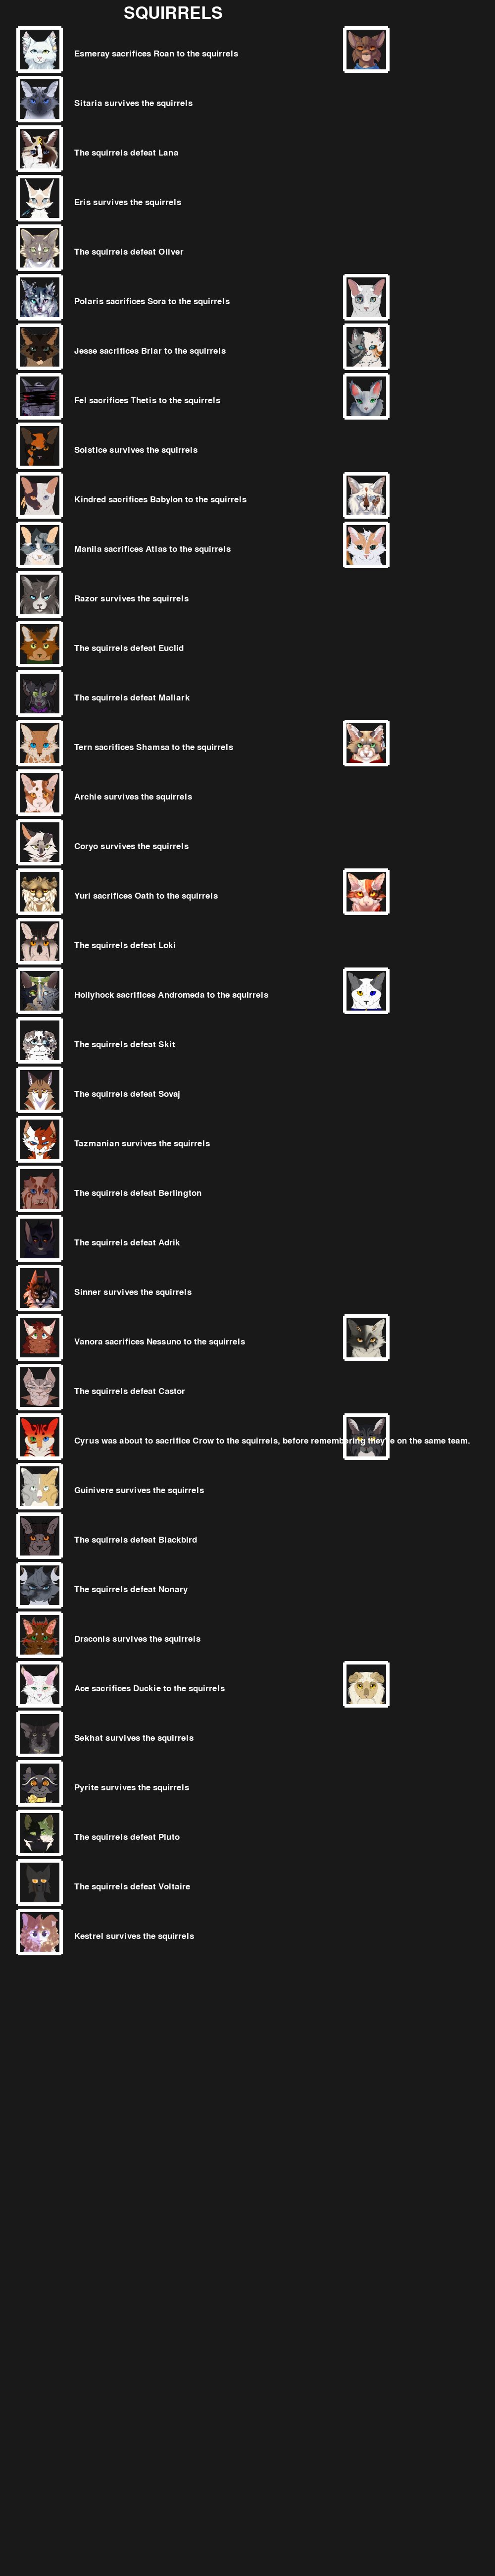 SQUIRRELS
Esmeray sacrifices Roan to the squirrels
Sitaria survives the squirrels
The squirrels defeat Lana
Eris survives the squirrels
The squirrels defeat Oliver
Polaris sacrifices Sora to the squirrels
Jesse sacrifices Briar to the squirrels
Fel sacrifices Thetis to the squirrels
Solstice survives the squirrels
Kindred sacrifices Babylon to the squirrels
Manila sacrifices Atlas to the squirrels
Razor survives the squirrels
The squirrels defeat Euclid
The squirrels defeat Mallark
Tern sacrifices Shamsa to the squirrels
Archie survives the squirrels
Coryo survives the squirrels
Yuri sacrifices Oath to the squirrels
The squirrels defeat Loki
Hollyhock sacrifices Andromeda to the squirrels
The squirrels defeat Skit
The squirrels defeat Sovaj
Tazmanian survives the squirrels
The squirrels defeat Berlington
The squirrels defeat Adrik
Sinner survives the squirrels
Vanora sacrifices Nessuno to the squirrels
The squirrels defeat Castor
Cyrus was about to sacrifice Crow to the squirrels, before remembering they're on the same team.
Guinivere survives the squirrels
The squirrels defeat Blackbird
The squirrels defeat Nonary
Draconis survives the squirrels
Ace sacrifices Duckie to the squirrels
Sekhat survives the squirrels
Pyrite survives the squirrels
The squirrels defeat Pluto
The squirrels defeat Voltaire
Kestrel survives the squirrels